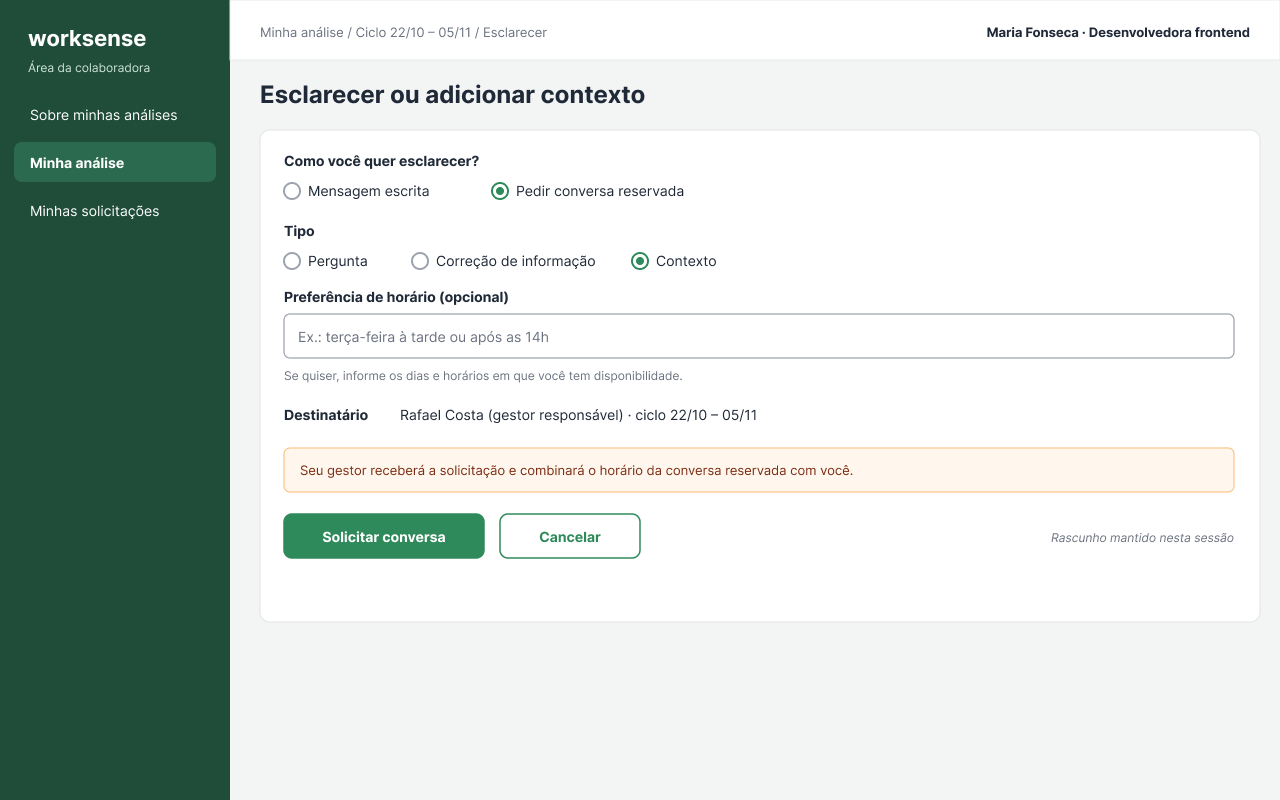 worksense
Área da colaboradora
Sobre minhas análises
Minha análise
Minhas solicitações
Minha análise / Ciclo 22/10 – 05/11 / Esclarecer
Maria Fonseca · Desenvolvedora frontend
Esclarecer ou adicionar contexto
Como você quer esclarecer?
Mensagem escrita
Pedir conversa reservada
Tipo
Pergunta
Correção de informação
Contexto
Preferência de horário (opcional)
Ex.: terça-feira à tarde ou após as 14h
Se quiser, informe os dias e horários em que você tem disponibilidade.
Destinatário
Rafael Costa (gestor responsável) · ciclo 22/10 – 05/11
Seu gestor receberá a solicitação e combinará o horário da conversa reservada com você.
Solicitar conversa
Cancelar
Rascunho mantido nesta sessão